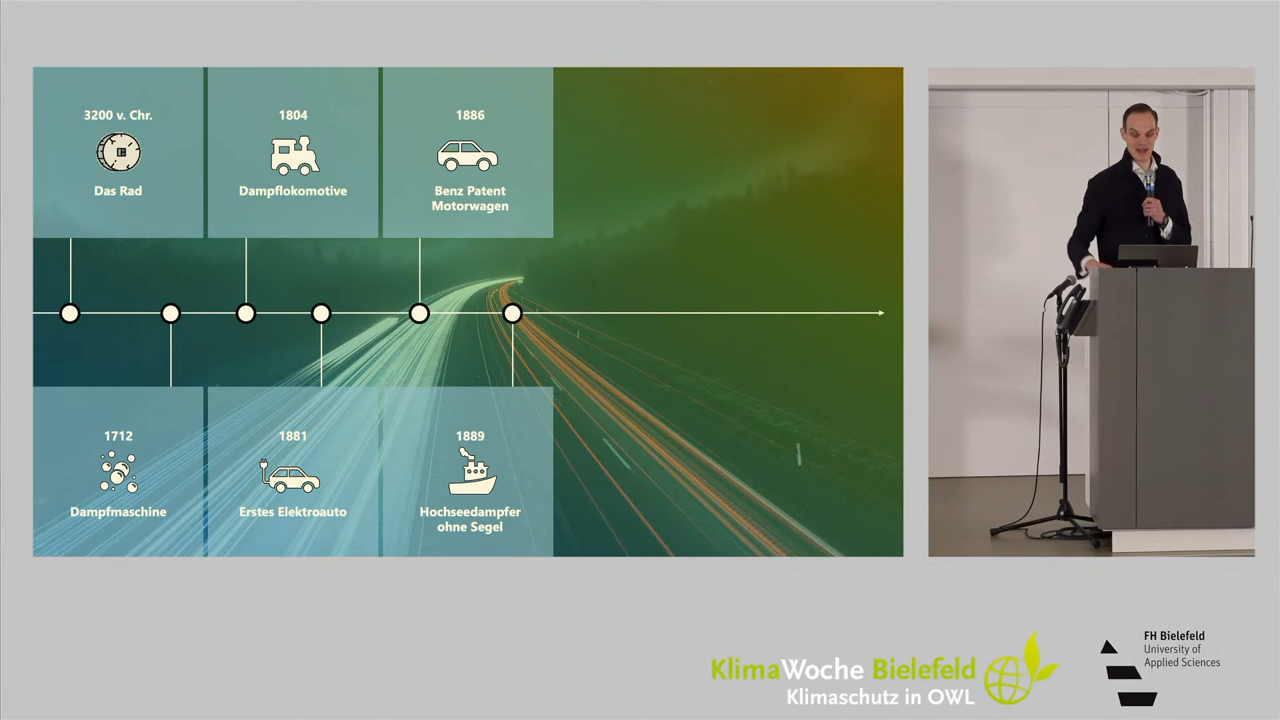 3200 v. Chr.
Das Rad
1804
Dampflokomotive
1886
Benz Patent
Motorwagen
1712
Dampfmaschine
1881
Erstes Elektroauto
1889
Hochseedampfer
ohne Segel
KlimaWoche Bielefeld
Klimaschutz in OWL
FH Bielefeld
University of
Applied Sciences